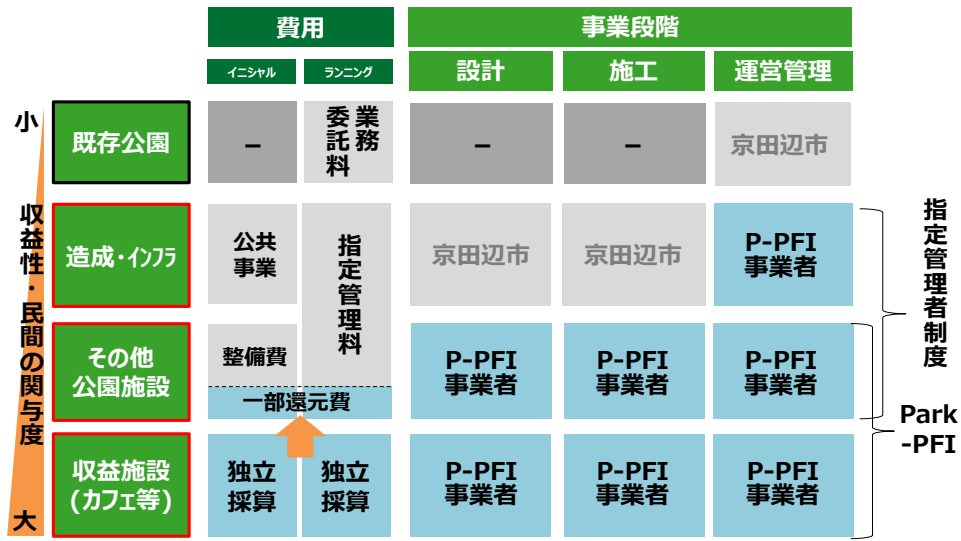 費用
事業段階
イニシャル
ランニング
設計
施工
運営管理
小
収益性・民間の関与度
大
既存公園
－
業務
委託料
－
－
京田辺市
造成・インフラ
公共
事業
指定管理料
京田辺市
京田辺市
P-PFI
事業者
その他
公園施設
整備費
一部還元費
P-PFI
事業者
P-PFI
事業者
P-PFI
事業者
収益施設
(カフェ等)
独立
採算
独立
採算
P-PFI
事業者
P-PFI
事業者
P-PFI
事業者
指定管理者制度
Park
-PFI